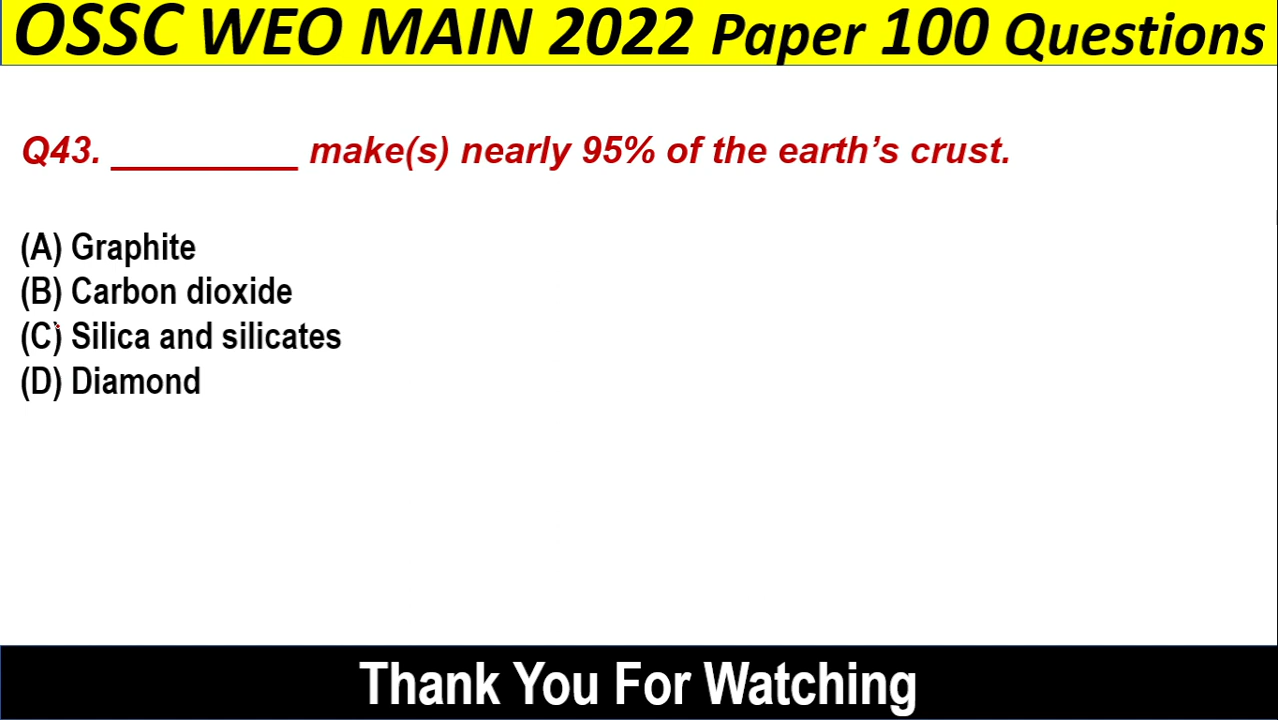 OSSC WEO MAIN 2022 Paper 100 Questions
Q43. _________ make(s) nearly 95% of the earth’s crust.
(A) Graphite
(B) Carbon dioxide
(C) Silica and silicates
(D) Diamond
Thank You For Watching